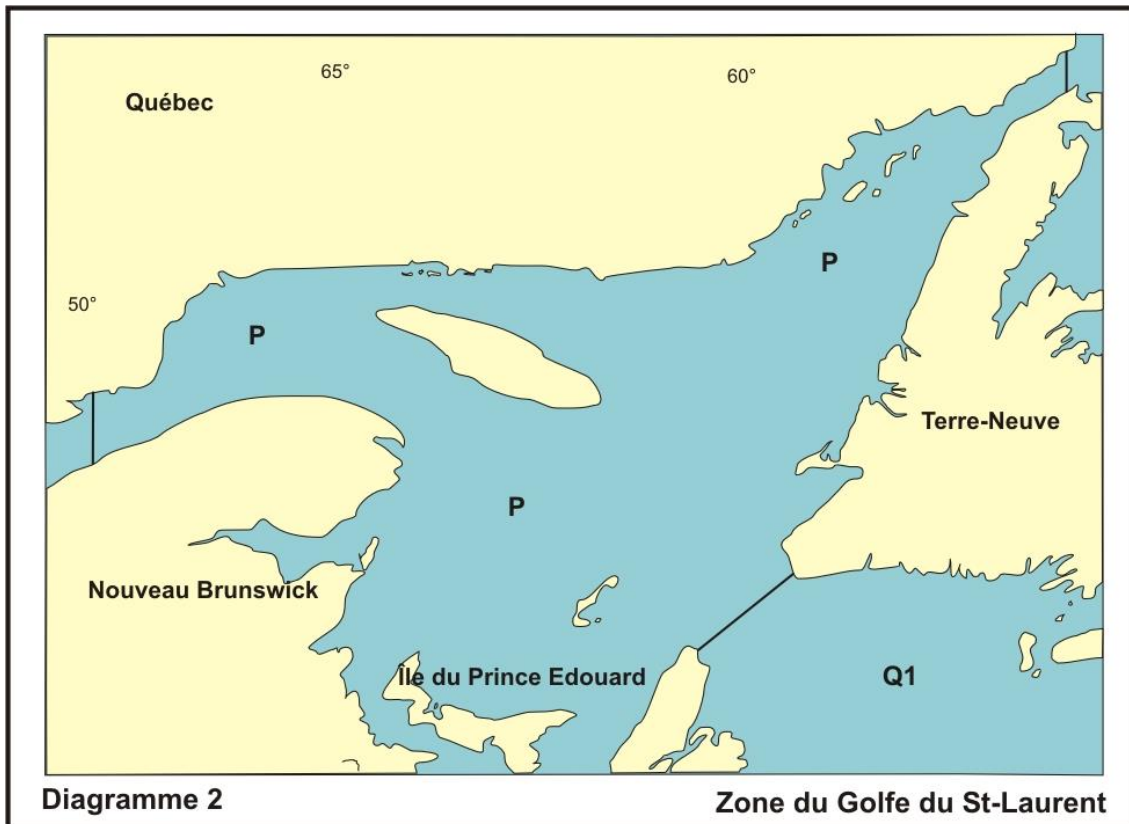 65°
60°
Québec
P
50°
P
Terre-Neuve
P
Nouveau Brunswick
Île du Prince Edouard
Q1
Diagramme 2
Zone du Golfe du St-Laurent